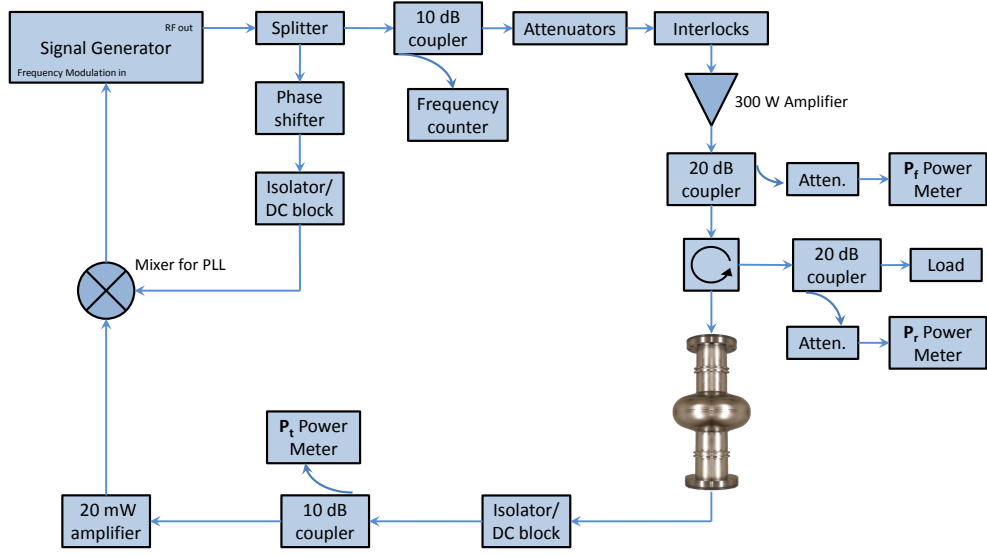 RF out
Signal Generator
Frequency Modulation in
Splitter
10 dB
coupler
Attenuators
Interlocks
Phase
shifter
Frequency
counter
300 W Amplifier
Isolator/
DC block
20 dB
coupler
Atten.
Pf Power
Meter
Mixer for PLL
20 dB
coupler
Load
Atten.
Pr Power
Meter
Pt Power
Meter
20 mW
amplifier
10 dB
coupler
Isolator/
DC block